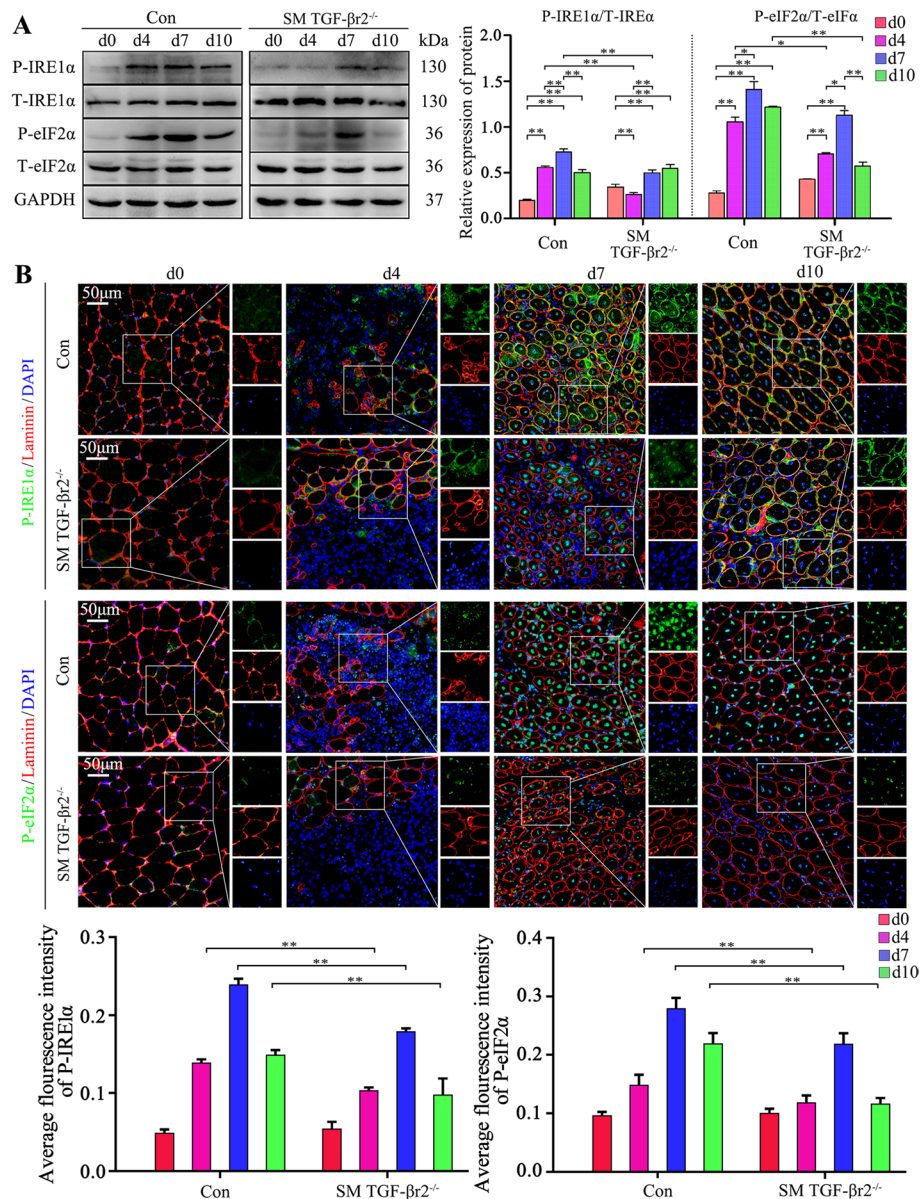 A
Con
SM TGF-βr2-/-
d0 d4 d7 d10 d0 d4 d7 d10 kDa
P-IRE1α 130
T-IRE1α 130
P-eIF2α 36
T-eIF2α 36
GAPDH 37
P-IRE1α/T-IREα P-eIF2α/T-eIFα
d0
d4
d7
d10
Relative expression of protein
2.0
1.5
1.0
0.5
0.0
** ** ** ** ** ** ** ** ** ** ** **
** ** ** * * ** ** ** * **
Con SM TGF-βr2-/- Con SM TGF-βr2-/-
B
d0 d4 d7 d10
50μm
Con
P-IRE1α/Laminin/DAPI
50μm
SM TGF-βr2-/-
50μm
Con
P-eIF2α/Laminin/DAPI
50μm
SM TGF-βr2-/-
Average flourescence intensity
of P-IRE1α
0.3
0.2
0.1
0.0
**
**
**
Con SM TGF-βr2-/-
Average flourescence intensity
of P-eIF2α
0.4
0.3
0.2
0.1
0.0
**
**
**
Con SM TGF-βr2-/-
d0
d4
d7
d10